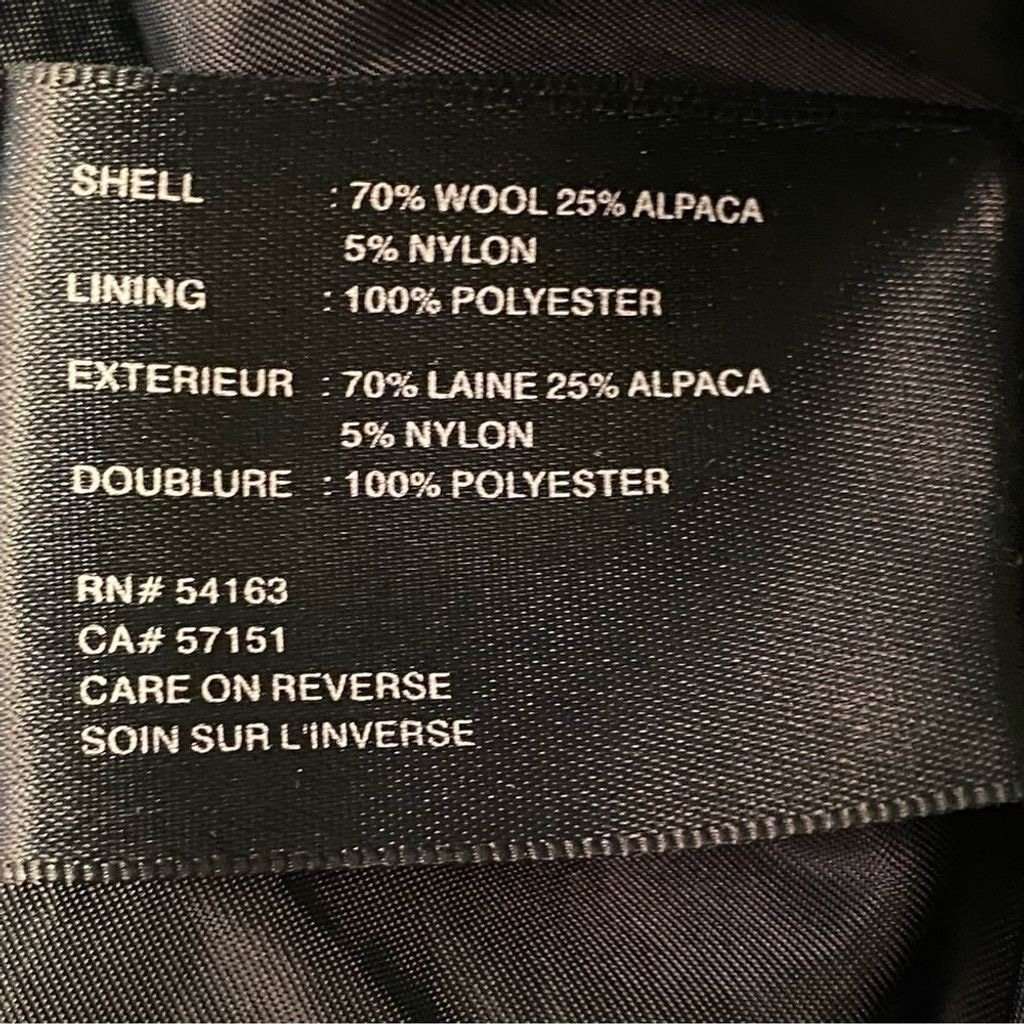 SHELL : 70% WOOL 25% ALPACA
5% NYLON
LINING : 100% POLYESTER
EXTERIEUR : 70% LAINE 25% ALPACA
5% NYLON
DOUBLURE : 100% POLYESTER
RN# 54163
CA# 57151
CARE ON REVERSE
SOIN SUR L'INVERSE